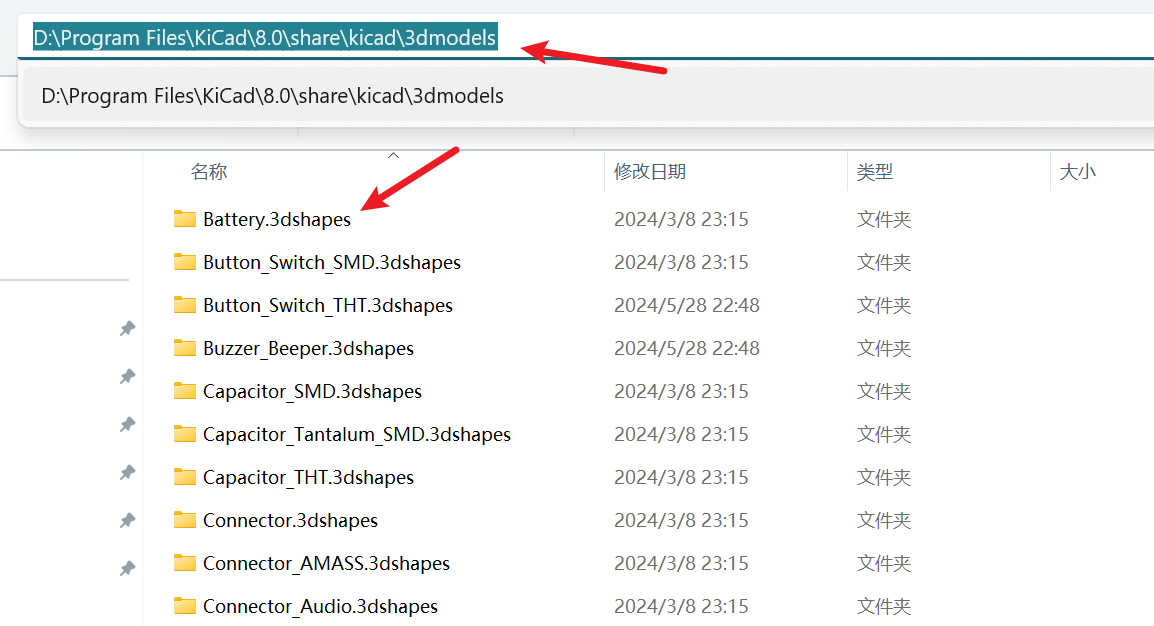 D:\Program Files\KiCad\8.0\share\kicad\3dmodels
D:\Program Files\KiCad\8.0\share\kicad\3dmodels
名称 修改日期 类型 大小
Battery.3dshapes 2024/3/8 23:15 文件夹
Button_Switch_SMD.3dshapes 2024/3/8 23:15 文件夹
Button_Switch_THT.3dshapes 2024/5/28 22:48 文件夹
Buzzer_Beeper.3dshapes 2024/5/28 22:48 文件夹
Capacitor_SMD.3dshapes 2024/3/8 23:15 文件夹
Capacitor_Tantalum_SMD.3dshapes 2024/3/8 23:15 文件夹
Capacitor_THT.3dshapes 2024/3/8 23:15 文件夹
Connector.3dshapes 2024/3/8 23:15 文件夹
Connector_AMASS.3dshapes 2024/3/8 23:15 文件夹
Connector_Audio.3dshapes 2024/3/8 23:15 文件夹